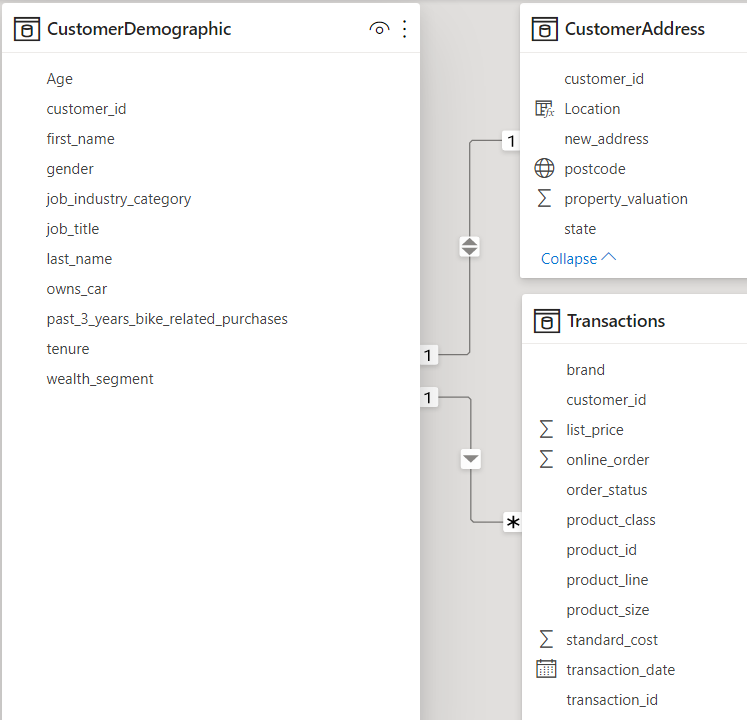 CustomerDemographic
Age
customer_id
first_name
gender
job_industry_category
job_title
last_name
owns_car
past_3_years_bike_related_purchases
tenure
wealth_segment
1
1
1
*
CustomerAddress
customer_id
Location
new_address
postcode
property_valuation
state
Collapse
Transactions
brand
customer_id
list_price
online_order
order_status
product_class
product_id
product_line
product_size
standard_cost
transaction_date
transaction_id